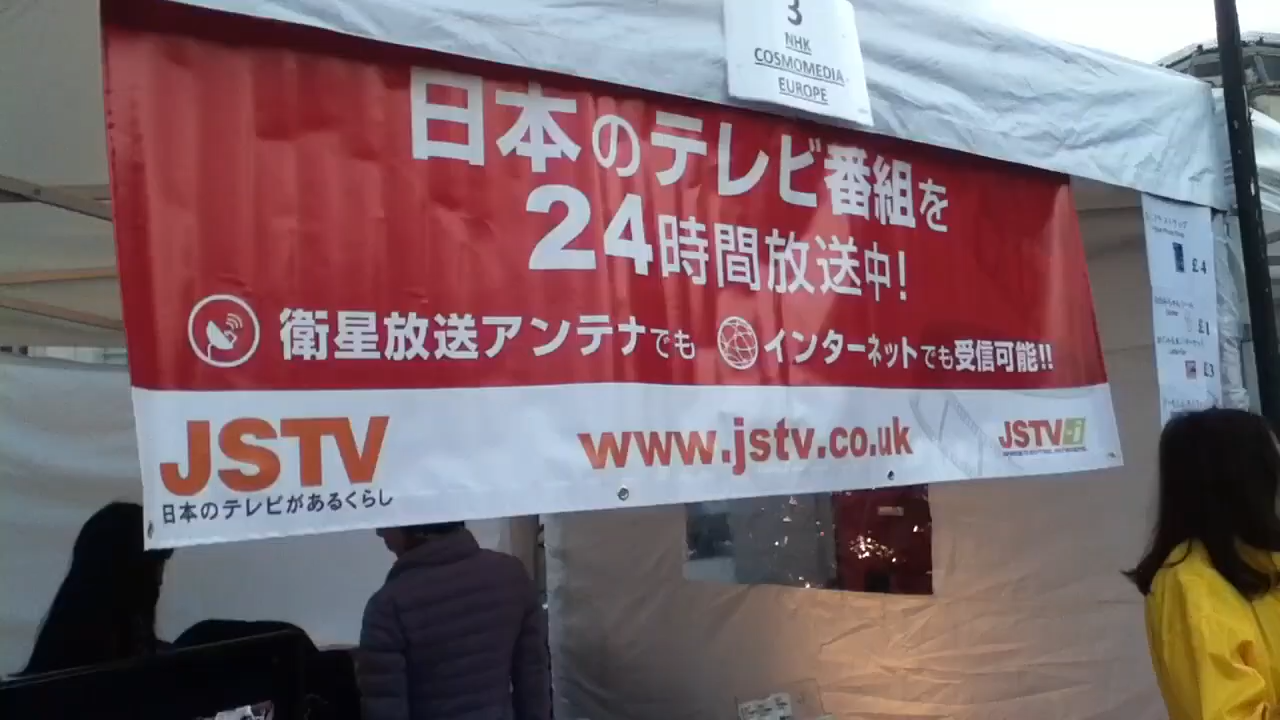 3
NHK
COSMOMEDIA
EUROPE
日本のテレビ番組を
24時間放送中!
衛星放送アンテナでも インターネットでも受信可能!!
JSTV
日本のテレビがあるくらし
www.jstv.co.uk
JSTV-i
£4
£1
£3